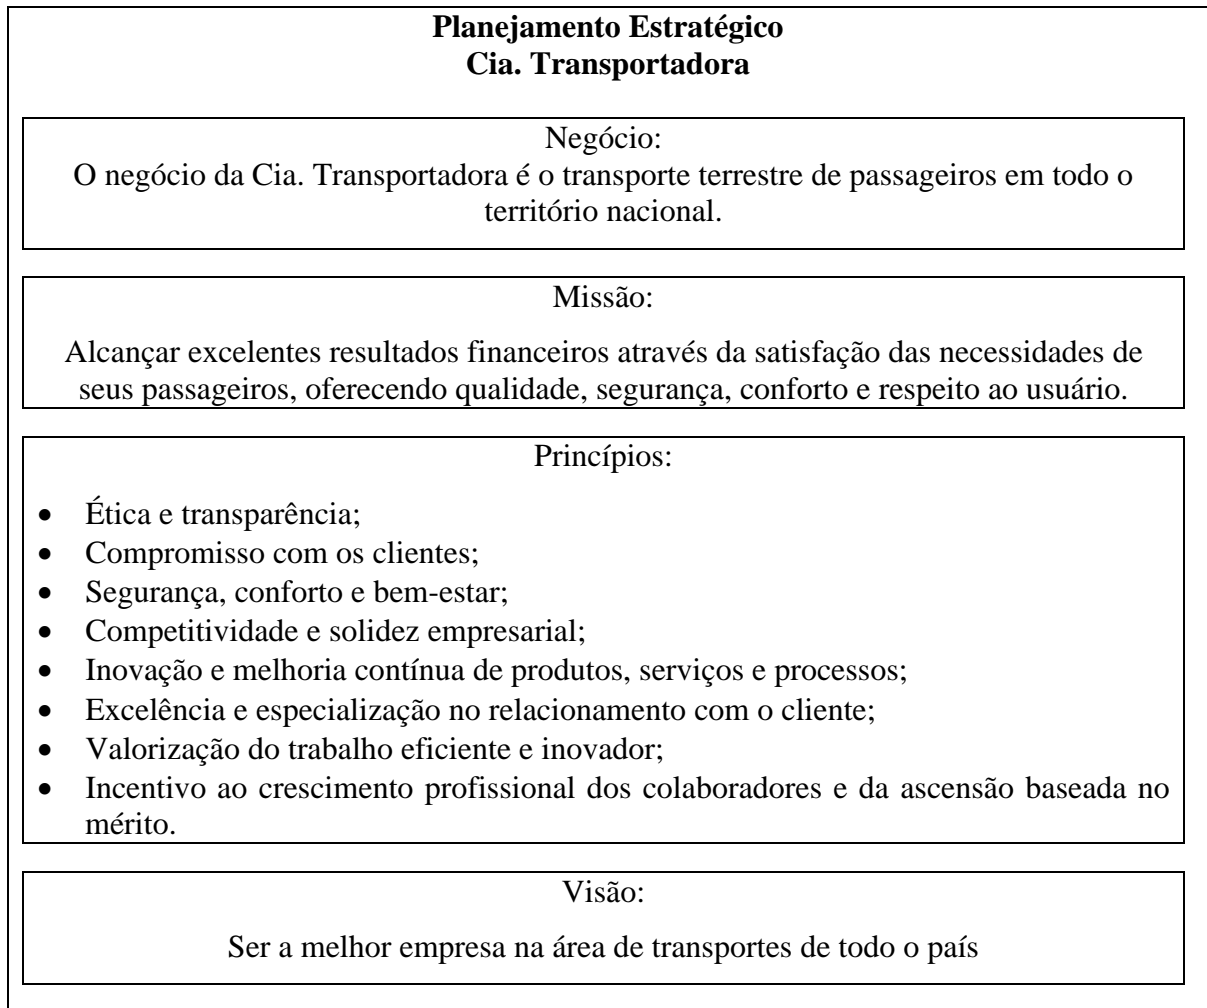 Planejamento Estratégico
Cia. Transportadora
Negócio:
O negócio da Cia. Transportadora é o transporte terrestre de passageiros em todo o
território nacional.
Missão:
Alcançar excelentes resultados financeiros através da satisfação das necessidades de
seus passageiros, oferecendo qualidade, segurança, conforto e respeito ao usuário.
Princípios:
• Ética e transparência;
• Compromisso com os clientes;
• Segurança, conforto e bem-estar;
• Competitividade e solidez empresarial;
• Inovação e melhoria contínua de produtos, serviços e processos;
• Excelência e especialização no relacionamento com o cliente;
• Valorização do trabalho eficiente e inovador;
• Incentivo ao crescimento profissional dos colaboradores e da ascensão baseada no
mérito.
Visão:
Ser a melhor empresa na área de transportes de todo o país